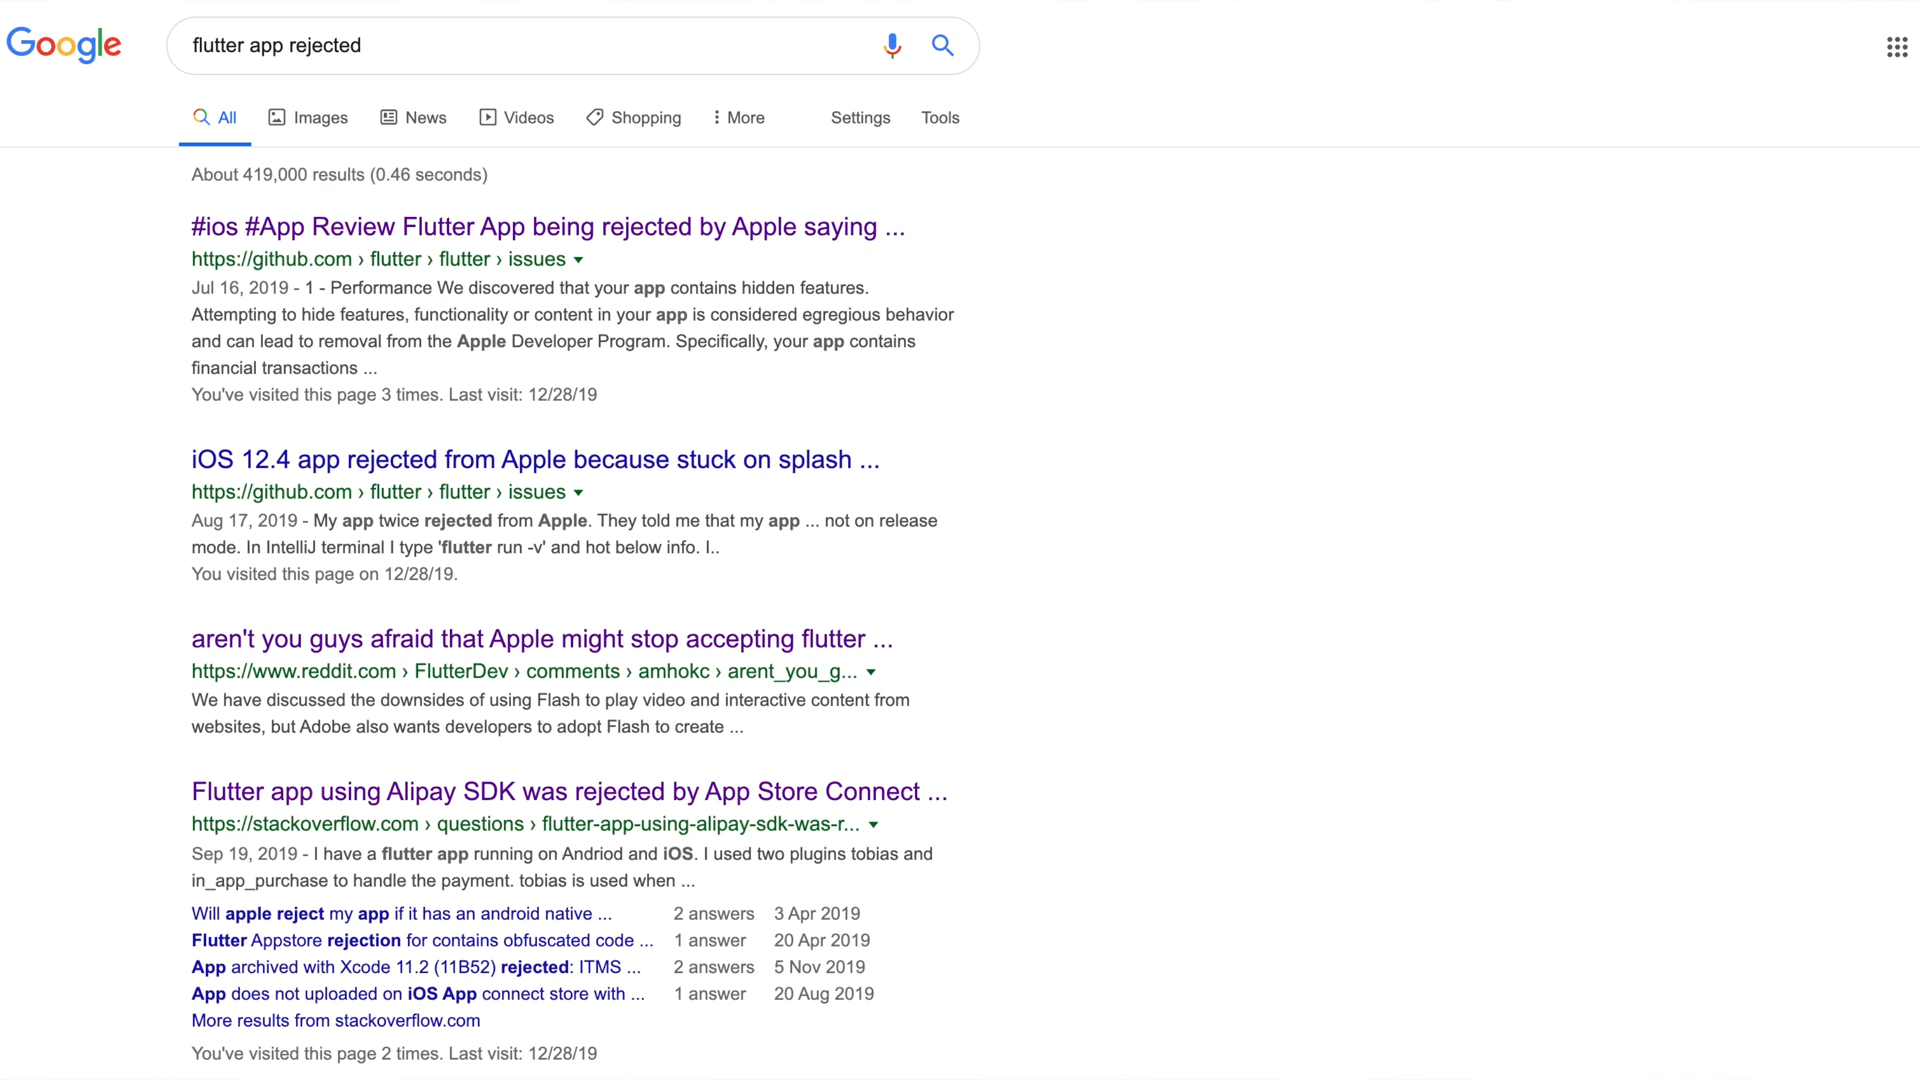 Google
flutter app rejected
All Images News Videos Shopping More Settings Tools
About 419,000 results (0.46 seconds)
#ios #App Review Flutter App being rejected by Apple saying ...
https://github.com › flutter › flutter › issues
Jul 16, 2019 - 1 - Performance We discovered that your app contains hidden features.
Attempting to hide features, functionality or content in your app is considered egregious behavior
and can lead to removal from the Apple Developer Program. Specifically, your app contains
financial transactions ...
You've visited this page 3 times. Last visit: 12/28/19
iOS 12.4 app rejected from Apple because stuck on splash ...
https://github.com › flutter › flutter › issues
Aug 17, 2019 - My app twice rejected from Apple. They told me that my app ... not on release
mode. In IntelliJ terminal I type 'flutter run -v' and hot below info. I..
You visited this page on 12/28/19.
aren't you guys afraid that Apple might stop accepting flutter ...
https://www.reddit.com › FlutterDev › comments › amhokc › arent_you_g...
We have discussed the downsides of using Flash to play video and interactive content from
websites, but Adobe also wants developers to adopt Flash to create ...
Flutter app using Alipay SDK was rejected by App Store Connect ...
https://stackoverflow.com › questions › flutter-app-using-alipay-sdk-was-r...
Sep 19, 2019 - I have a flutter app running on Andriod and iOS. I used two plugins tobias and
in_app_purchase to handle the payment. tobias is used when ...
Will apple reject my app if it has an android native ... 2 answers 3 Apr 2019
Flutter Appstore rejection for contains obfuscated code ... 1 answer 20 Apr 2019
App archived with Xcode 11.2 (11B52) rejected: ITMS ... 2 answers 5 Nov 2019
App does not uploaded on iOS App connect store with ... 1 answer 20 Aug 2019
More results from stackoverflow.com
You've visited this page 2 times. Last visit: 12/28/19